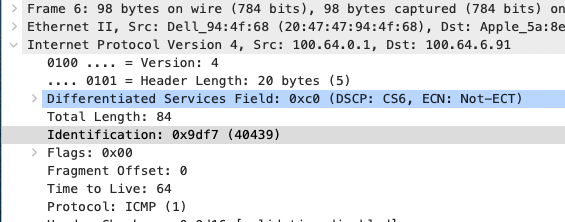 Frame 6: 98 bytes on wire (784 bits), 98 bytes captured (784 bits) on
Ethernet II, Src: Dell_94:4f:68 (20:47:47:94:4f:68), Dst: Apple_5a:8e
Internet Protocol Version 4, Src: 100.64.0.1, Dst: 100.64.6.91
0100 .... = Version: 4
.... 0101 = Header Length: 20 bytes (5)
Differentiated Services Field: 0xc0 (DSCP: CS6, ECN: Not-ECT)
Total Length: 84
Identification: 0x9df7 (40439)
Flags: 0x00
Fragment Offset: 0
Time to Live: 64
Protocol: ICMP (1)